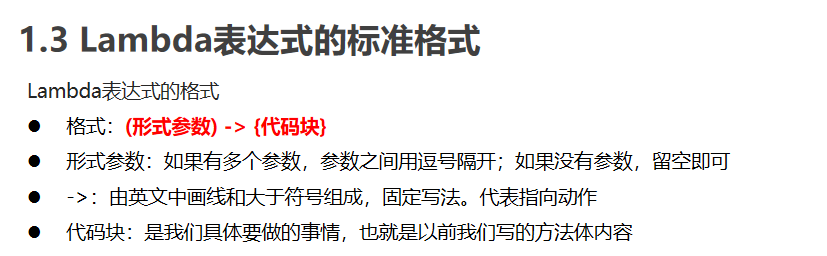 1.3 Lambda表达式的标准格式
Lambda表达式的格式
● 格式：(形式参数) -> {代码块}
● 形式参数：如果有多个参数，参数之间用逗号隔开；如果没有参数，留空即可
● ->：由英文中画线和大于符号组成，固定写法。代表指向动作
● 代码块：是我们具体要做的事情，也就是以前我们写的方法体内容